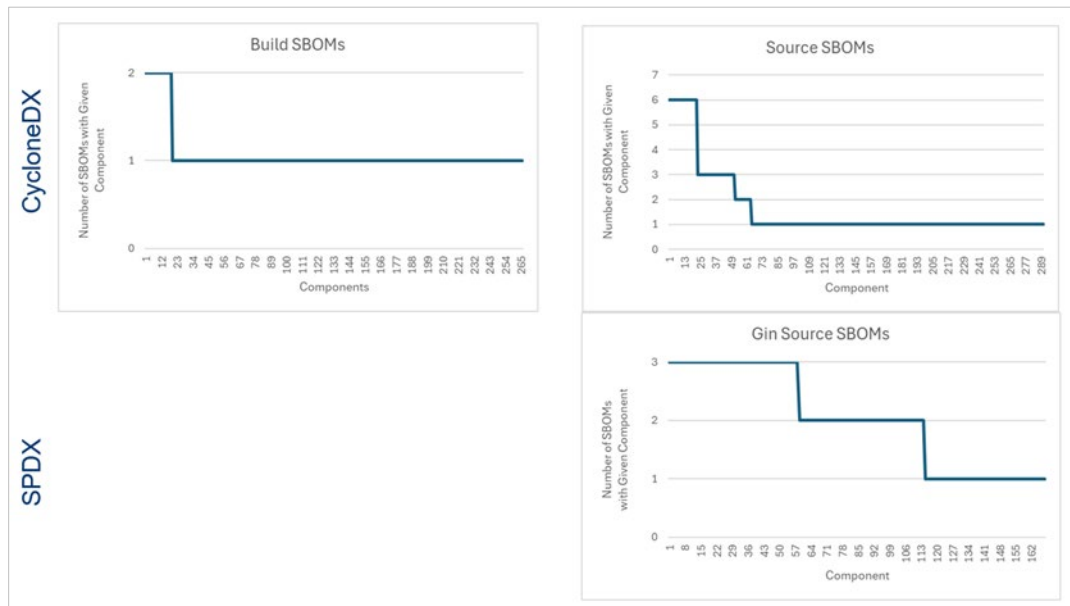 CycloneDX
Build SBOMs
Number of SBOMs with Given
Component
2
1
0
1 12 23 34 45 56 67 78 89 100 111 122 133 144 155 166 177 188 199 210 221 232 243 254 265
Components
Source SBOMs
Number of SBOMs with Given
Component
7
6
5
4
3
2
1
0
1 13 25 37 49 61 73 85 97 109 121 133 145 157 169 181 193 205 217 229 241 253 265 277 289
Component
SPDX
Gin Source SBOMs
Number of SBOMs
with Given Component
3
2
1
0
1 8 15 22 29 36 43 50 57 64 71 78 85 92 99 106 113 120 127 134 141 148 155 162
Component